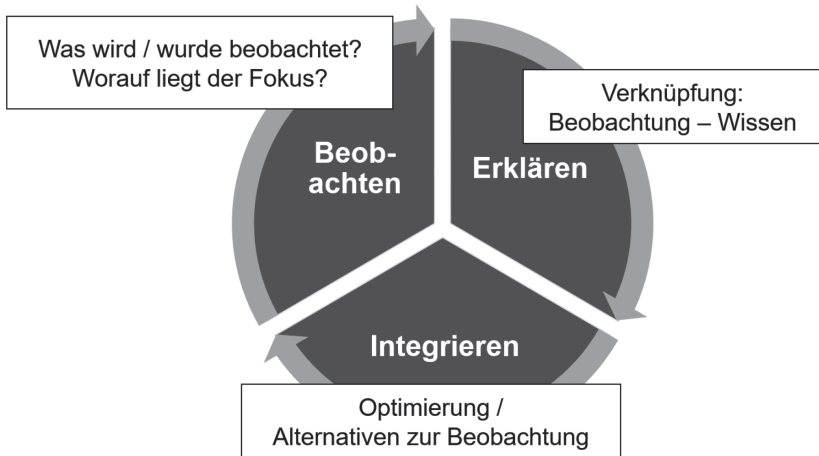 Was wird / wurde beobachtet?
Worauf liegt der Fokus?
Verknüpfung:
Beobachtung – Wissen
Beob-
achten
Erklären
Integrieren
Optimierung /
Alternativen zur Beobachtung